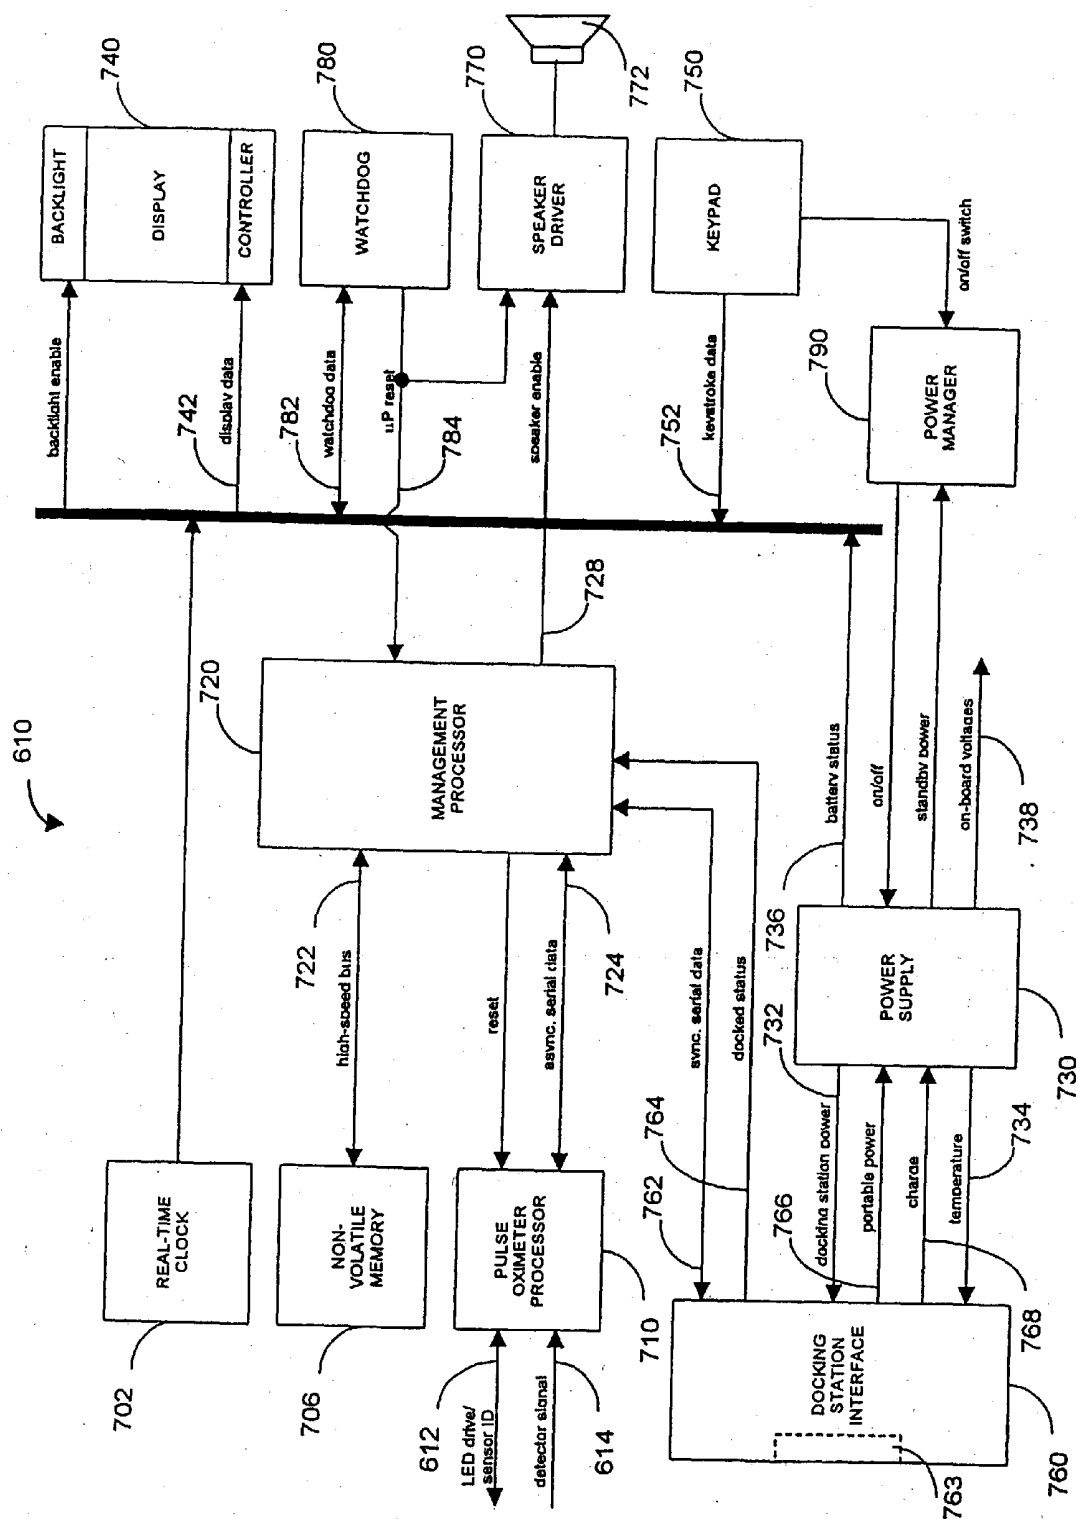 610
REAL-TIME
CLOCK
702
NON-
VOLATILE
MEMORY
706
PULSE
OXIMETER
PROCESSOR
710
612
LED drive/
sensor ID
detector signal
614
DOCKING
STATION
INTERFACE
760
763
722
high-speed bus
reset
async. serial data
724
762
sync. serial data
764
docked status
732
docking station power
766
portable power
charge
768
temperature
734
720
MANAGEMENT
PROCESSOR
POWER
SUPPLY
730
736
battery status
on/off
standby power
on-board voltages
738
728
backlight enable
742
display data
782
watchdog data
uP reset
784
speaker enable
752
keystroke data
BACKLIGHT
DISPLAY
CONTROLLER
740
WATCHDOG
780
SPEAKER
DRIVER
770
772
KEYPAD
750
on/off switch
POWER
MANAGER
790